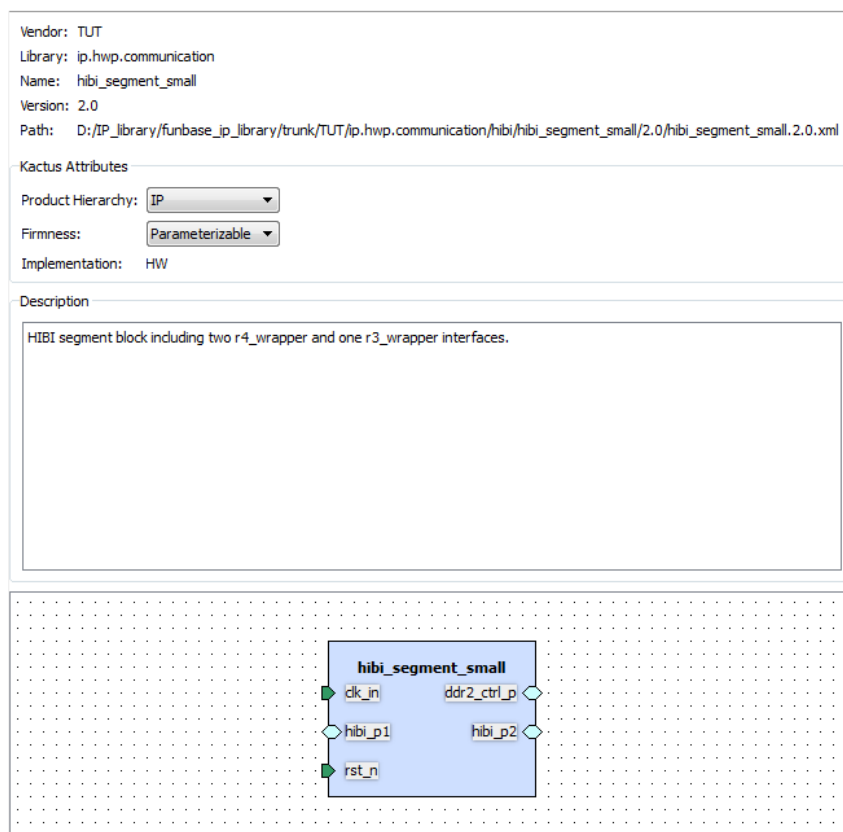 Vendor: TUT
Library: ip.hwp.communication
Name: hibi_segment_small
Version: 2.0
Path: D:/IP_library/funbase_ip_library/trunk/TUT/ip.hwp.communication/hibi/hibi_segment_small/2.0/hibi_segment_small.2.0.xml
Kactus Attributes
Product Hierarchy: IP
Firmness: Parameterizable
Implementation: HW
Description
HIBI segment block including two r4_wrapper and one r3_wrapper interfaces.
hibi_segment_small
clk_in ddr2_ctrl_p
hibi_p1 hibi_p2
rst_n